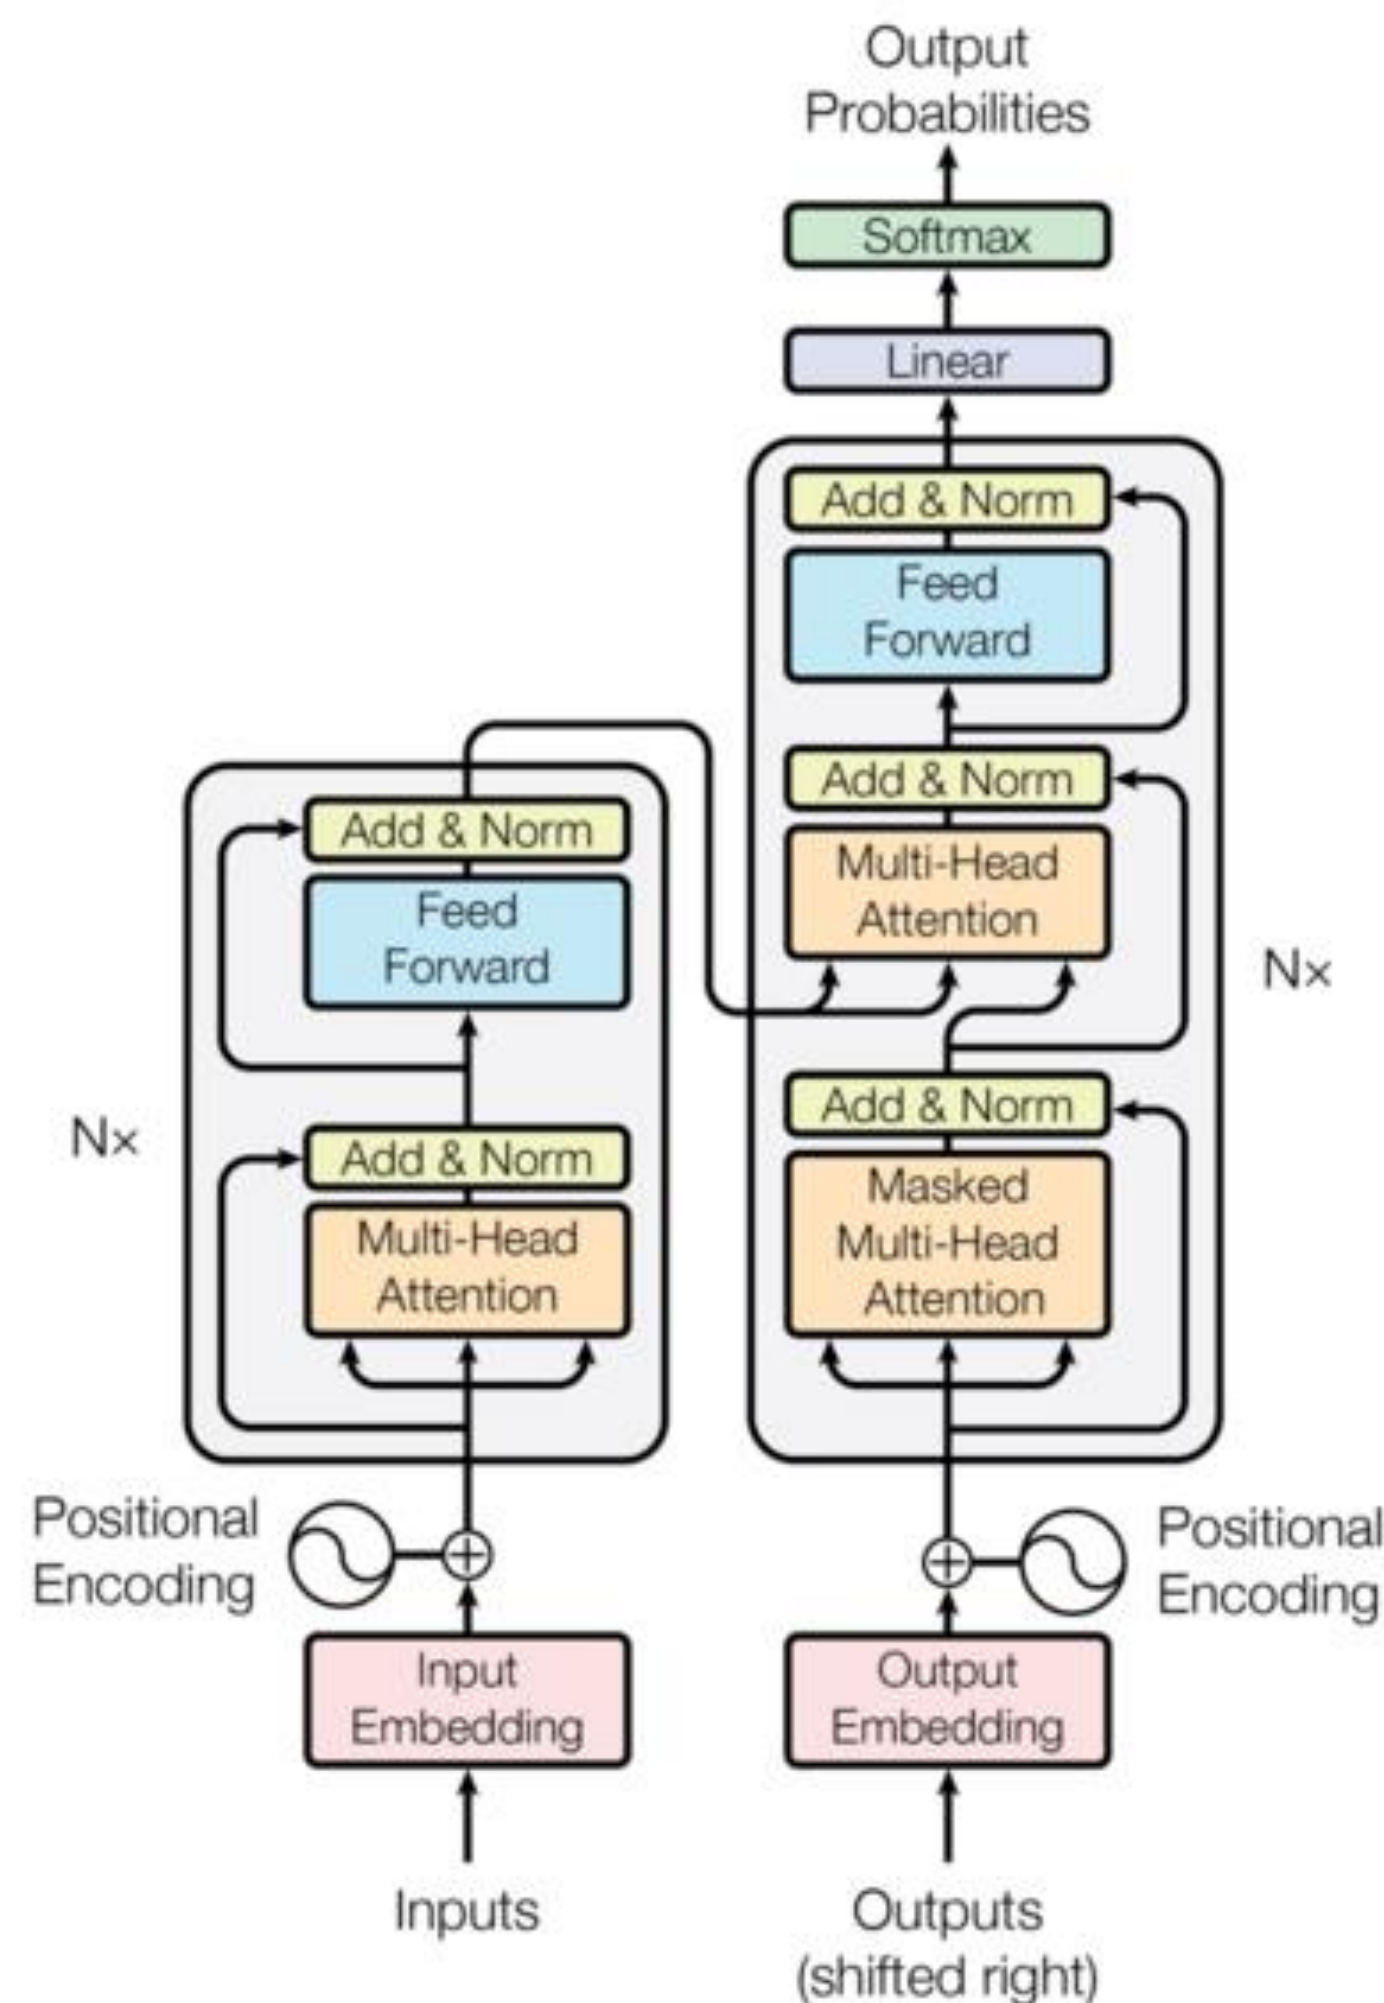 Output
Probabilities
Softmax
Linear
Add & Norm
Feed
Forward
Add & Norm
Multi-Head
Attention
Add & Norm
Masked
Multi-Head
Attention
Nx
Add & Norm
Feed
Forward
Add & Norm
Multi-Head
Attention
Nx
Positional
Encoding
Positional
Encoding
Input
Embedding
Output
Embedding
Inputs
Outputs
(shifted right)